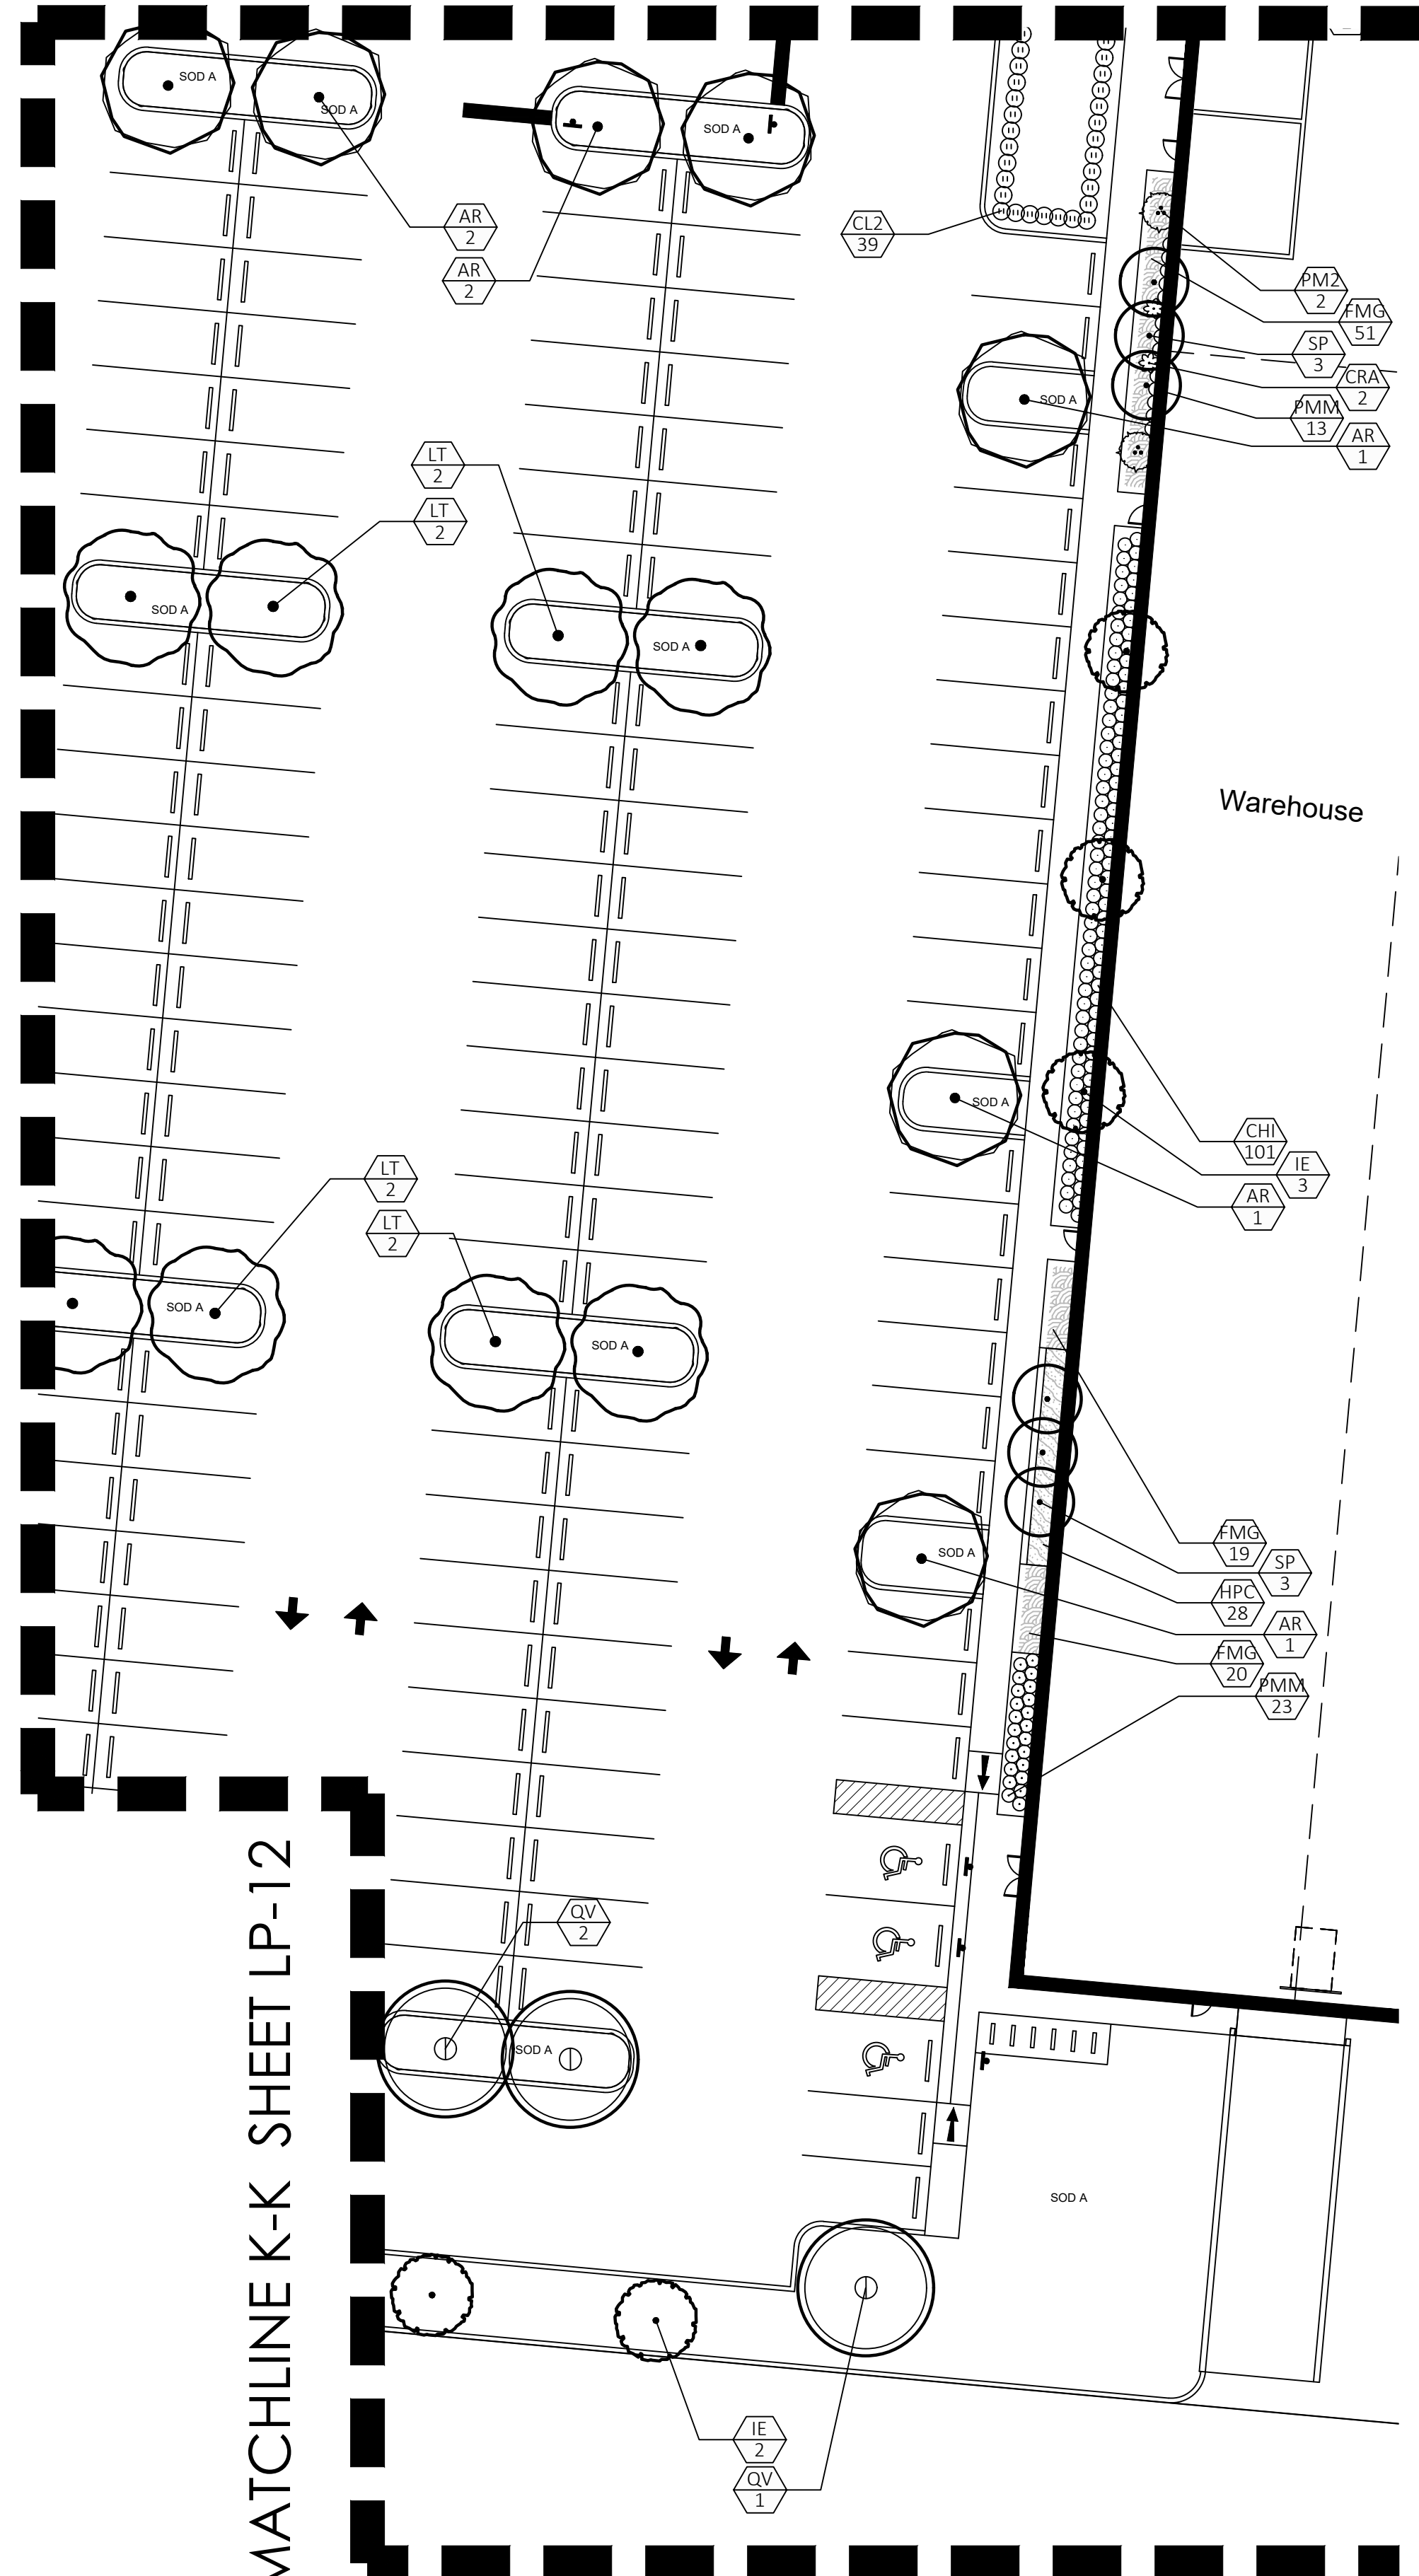 SOD A
SOD A
SOD A
AR
2
AR
2
CL2
39
PM2
2
FMG
51
SP
3
CRA
2
PMM
13
AR
1
SOD A
LT
2
LT
2
SOD A
SOD A
Warehouse
SOD A
CHI
101
IE
3
AR
1
LT
2
LT
2
SOD A
SOD A
FMG
19
SP
3
HPC
28
AR
1
FMG
20
PMM
23
SOD A
QV
2
SOD A
SOD A
IE
2
QV
1
MATCHLINE K-K SHEET LP-12